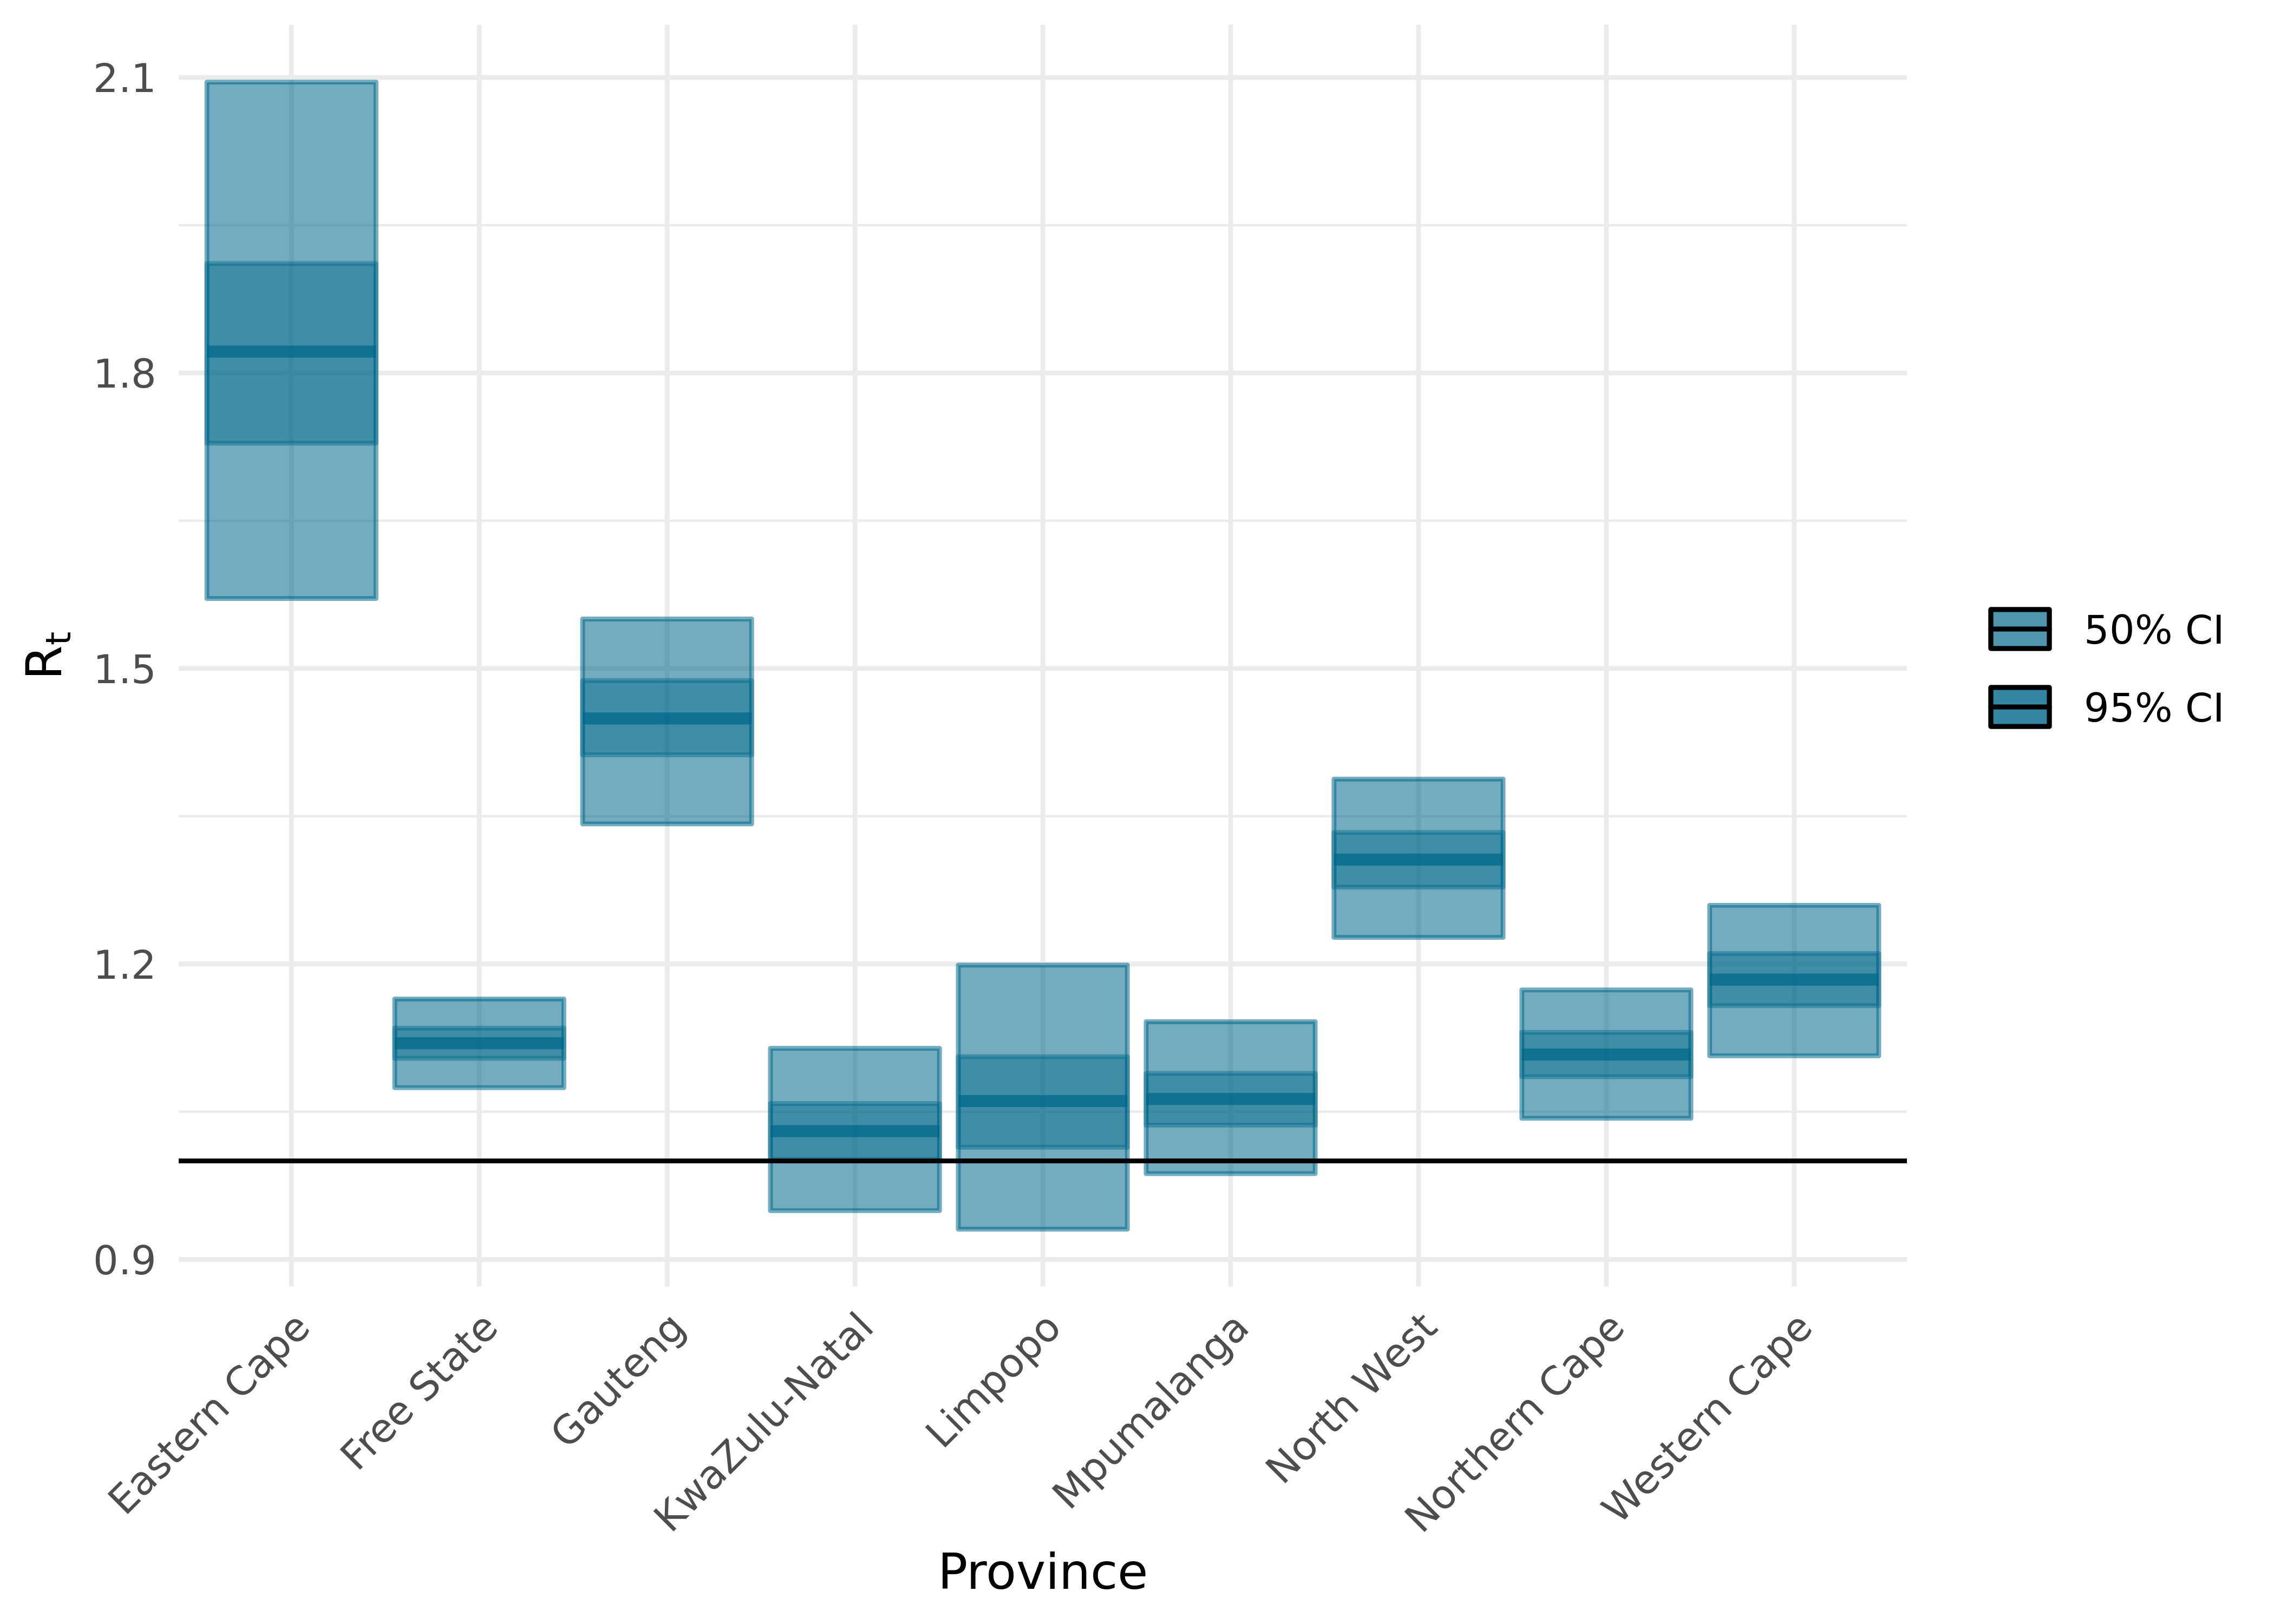 2.1
1.8
1.5
1.2
0.9
Rt
50% CI
95% CI
Eastern Cape
Free State
Gauteng
KwaZulu-Natal
Limpopo
Mpumalanga
North West
Northern Cape
Western Cape
Province